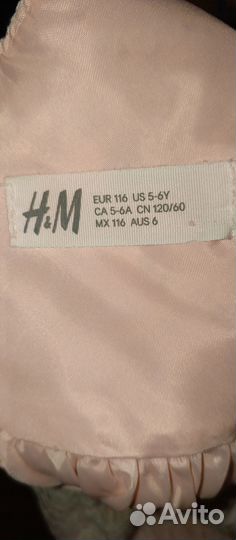 H&M
EUR 116 US 5-6Y
CA 5-6A CN 120/60
MX 116 AUS 6
Avito